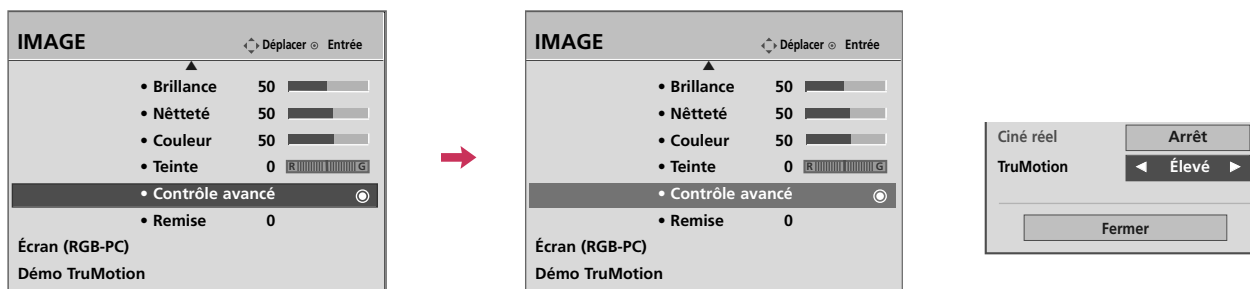 IMAGE
Déplacer Entrée
• Brillance 50
• Nêtteté 50
• Couleur 50
• Teinte 0 R G
• Contrôle avancé
• Remise 0
Écran (RGB-PC)
Démo TruMotion
IMAGE
Déplacer Entrée
• Brillance 50
• Nêtteté 50
• Couleur 50
• Teinte 0 R G
• Contrôle avancé
• Remise 0
Écran (RGB-PC)
Démo TruMotion
Ciné réel Arrêt
TruMotion Élevé
Fermer